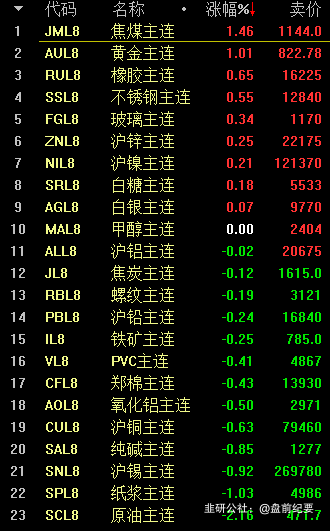 代码 名称 涨幅%↓ 卖价
1 JML8 焦煤主连 1.46 1144.0
2 AUL8 黄金主连 1.01 822.78
3 RUL8 橡胶主连 0.65 16225
4 SSL8 不锈钢主连 0.55 12840
5 FGL8 玻璃主连 0.34 1170
6 ZNL8 沪锌主连 0.25 22175
7 NIL8 沪镍主连 0.21 121370
8 SRL8 白糖主连 0.18 5533
9 AGL8 白银主连 0.07 9770
10 MAL8 甲醇主连 0.00 2404
11 ALL8 沪铝主连 -0.02 20675
12 JL8 焦炭主连 -0.12 1615.0
13 RBL8 螺纹主连 -0.19 3121
14 PBL8 沪铅主连 -0.24 16840
15 IL8 铁矿主连 -0.25 785.0
16 VL8 PVC主连 -0.41 4867
17 CFL8 郑棉主连 -0.43 13930
18 AOL8 氧化铝主连 -0.50 2971
19 CUL8 沪铜主连 -0.63 79460
20 SAL8 纯碱主连 -0.85 1277
21 SNL8 沪锡主连 -0.92 269780
22 SPL8 纸浆主连 -1.03 4986
23 SCL8 原油主连 -2.16
韭研公社 @盘前纪要